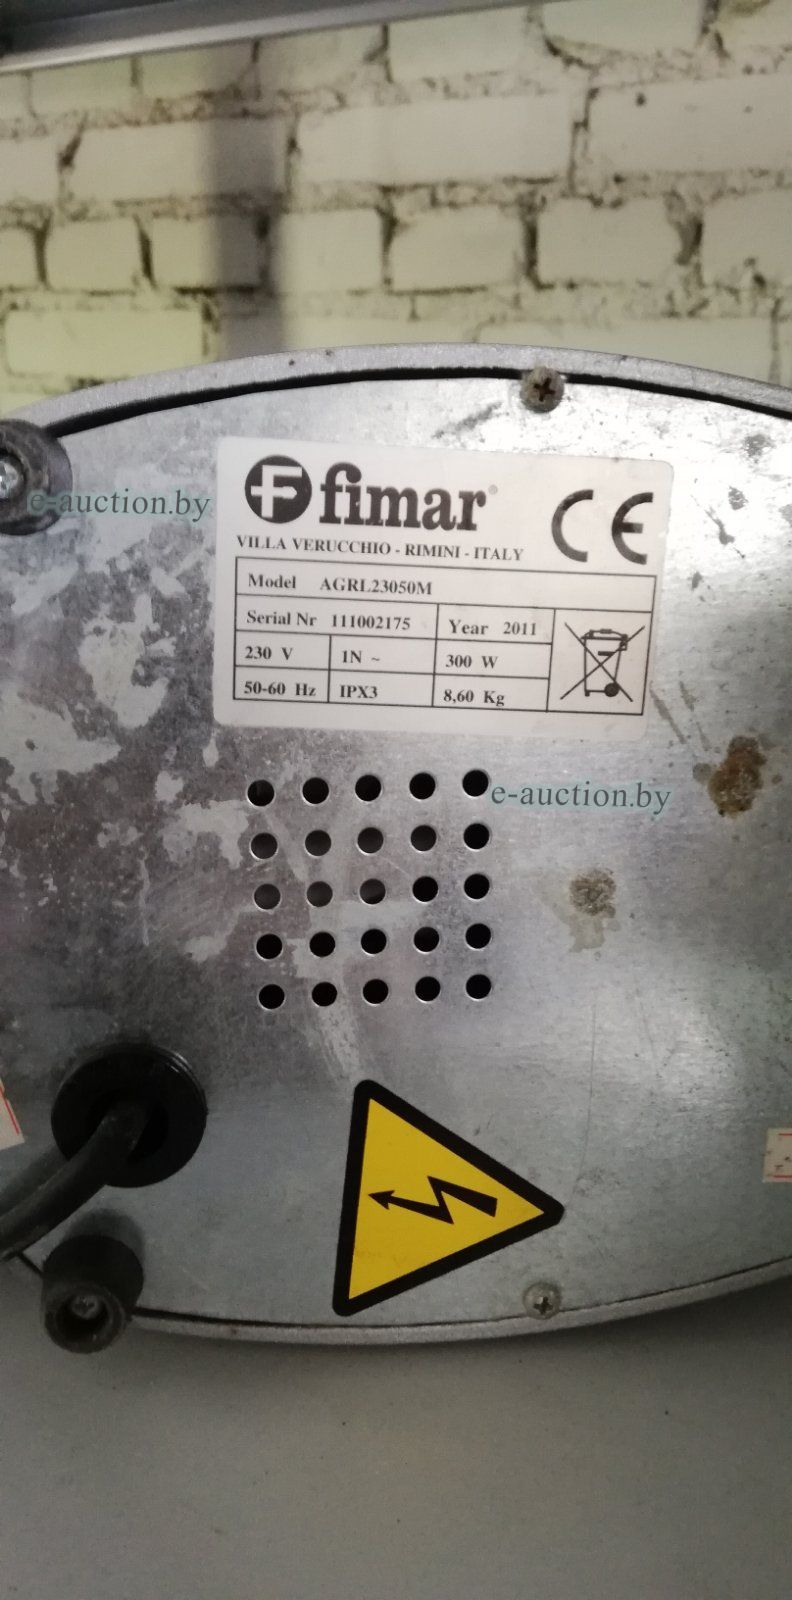 fimar®
CE
VILLA VERUCCHIO - RIMINI - ITALY
Model AGRL23050M
Serial Nr 111002175 Year 2011
230 V 1N ~ 300 W
50-60 Hz IPX3 8,60 Kg
e-auction.by
e-auction.by